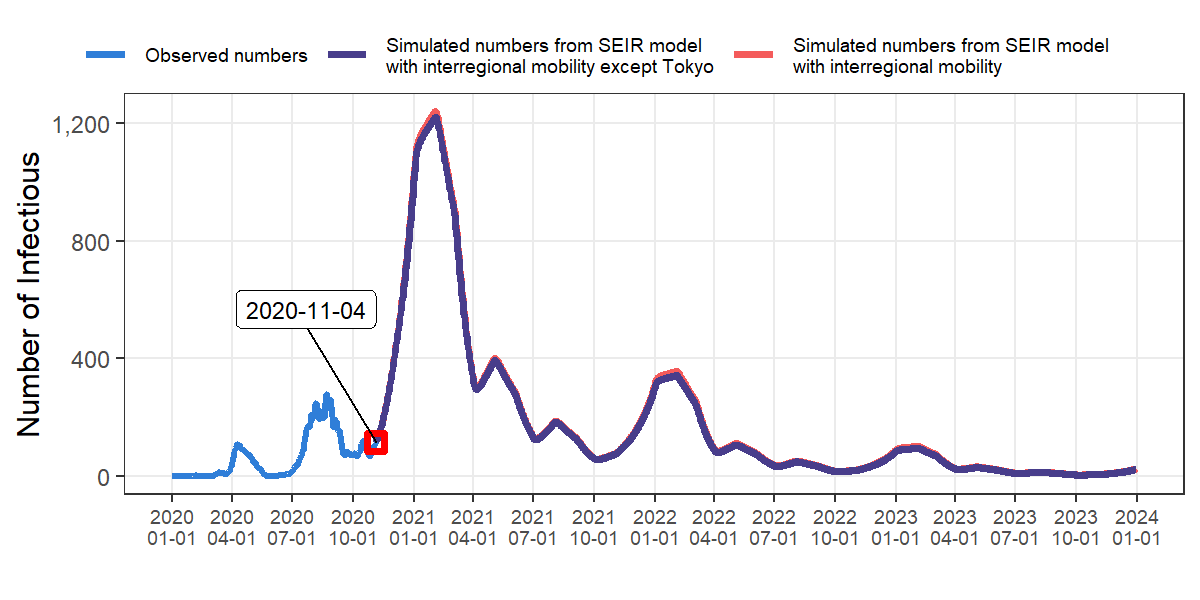 Observed numbers
Simulated numbers from SEIR model
with interregional mobility except Tokyo
Simulated numbers from SEIR model
with interregional mobility
Number of Infectious
1,200
800
400
0
2020-11-04
2020 2020 2020 2020 2021 2021 2021 2021 2022 2022 2022 2022 2023 2023 2023 2023 2024
01-01 04-01 07-01 10-01 01-01 04-01 07-01 10-01 01-01 04-01 07-01 10-01 01-01 04-01 07-01 10-01 01-01